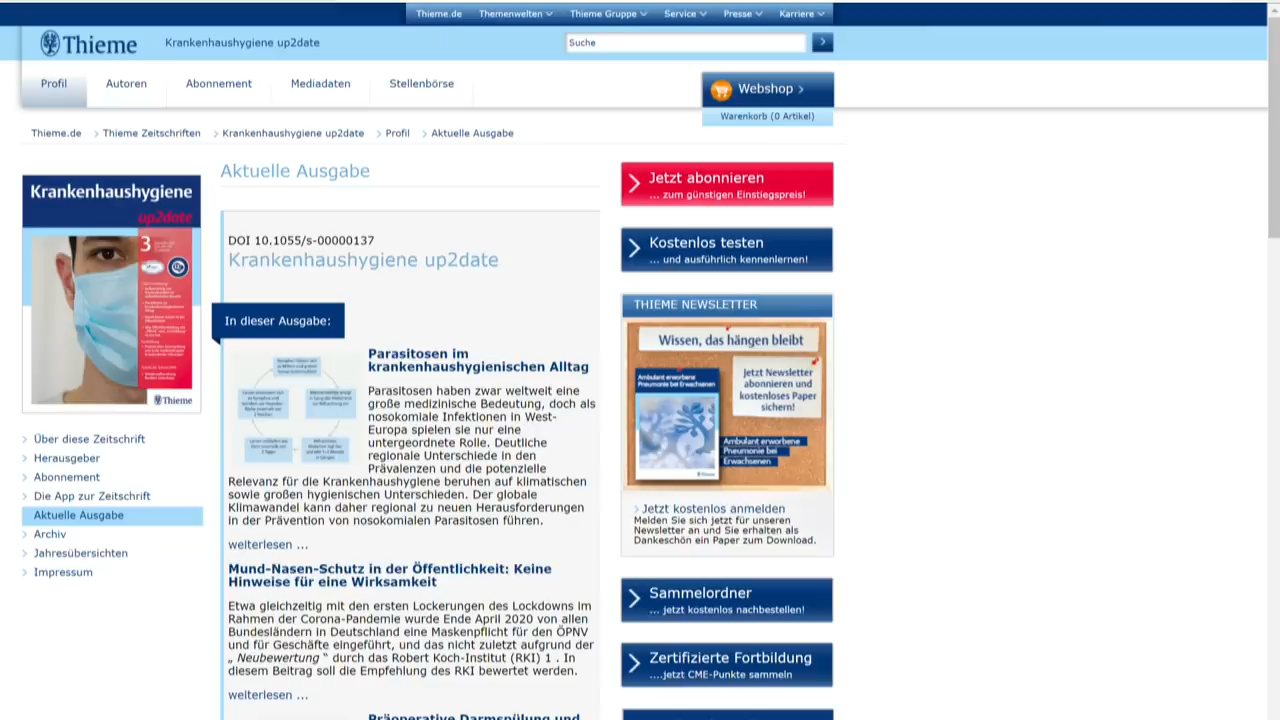 Thieme.de Themenwelten Thieme Gruppe Service Presse Karriere
Thieme
Krankenhaushygiene up2date
Suche
Profil Autoren Abonnement Mediadaten Stellenbörse
Webshop
Warenkorb (0 Artikel)
Thieme.de Thieme Zeitschriften Krankenhaushygiene up2date Profil Aktuelle Ausgabe
Krankenhaushygiene
up2date
3
Thieme
Über diese Zeitschrift
Herausgeber
Abonnement
Die App zur Zeitschrift
Aktuelle Ausgabe
Archiv
Jahresübersichten
Impressum
Aktuelle Ausgabe
DOI 10.1055/s-00000137
Krankenhaushygiene up2date
In dieser Ausgabe:
Parasitosen im
krankenhaushygienischen Alltag
Parasitosen haben zwar weltweit eine
große medizinische Bedeutung, doch als
nosokomiale Infektionen in West-
Europa spielen sie nur eine
untergeordnete Rolle. Deutliche
regionale Unterschiede in den
Prävalenzen und die potenzielle
Relevanz für die Krankenhaushygiene beruhen auf klimatischen
sowie großen hygienischen Unterschieden. Der globale
Klimawandel kann daher regional zu neuen Herausforderungen
in der Prävention von nosokomialen Parasitosen führen.
weiterlesen ...
Mund-Nasen-Schutz in der Öffentlichkeit: Keine
Hinweise für eine Wirksamkeit
Etwa gleichzeitig mit den ersten Lockerungen des Lockdowns im
Rahmen der Corona-Pandemie wurde Ende April 2020 von allen
Bundesländern in Deutschland eine Maskenpflicht für den ÖPNV
und für Geschäfte eingeführt, und das nicht zuletzt aufgrund der
„ Neubewertung “ durch das Robert Koch-Institut (RKI) 1 . In
diesem Beitrag soll die Empfehlung des RKI bewertet werden.
weiterlesen ...
Präoperative Darmspülung und
Jetzt abonnieren
... zum günstigen Einstiegspreis!
Kostenlos testen
... und ausführlich kennenlernen!
THIEME NEWSLETTER
Wissen, das hängen bleibt
Jetzt Newsletter
abonnieren und
kostenloses Paper
sichern!
Ambulant erworbene
Pneumonie bei Erwachsenen
Ambulant erworbene
Pneumonie bei
Erwachsenen
Jetzt kostenlos anmelden
Melden Sie sich jetzt für unseren
Newsletter an und Sie erhalten als
Dankeschön ein Paper zum Download.
Sammelordner
... jetzt kostenlos nachbestellen!
Zertifizierte Fortbildung
....jetzt CME-Punkte sammeln